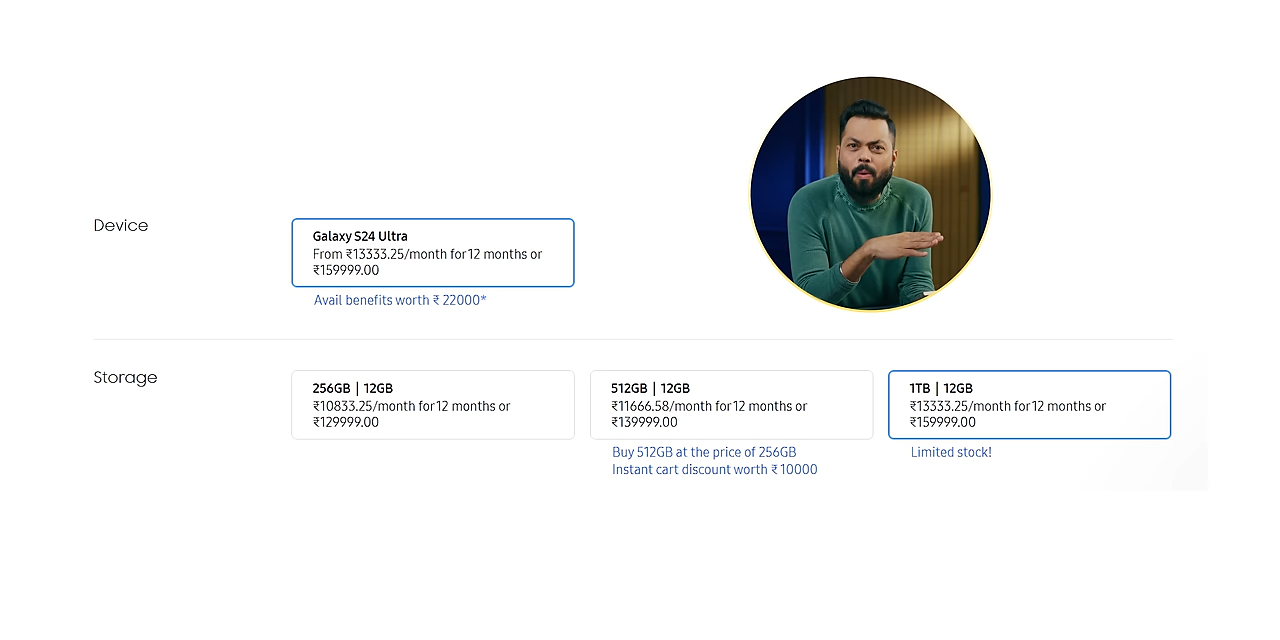 Device
Galaxy S24 Ultra
From ₹13333.25/month for 12 months or
₹159999.00
Avail benefits worth ₹ 22000*
Storage
256GB | 12GB
₹10833.25/month for 12 months or
₹129999.00
512GB | 12GB
₹11666.58/month for 12 months or
₹139999.00
Buy 512GB at the price of 256GB
Instant cart discount worth ₹ 10000
1TB | 12GB
₹13333.25/month for 12 months or
₹159999.00
Limited stock!